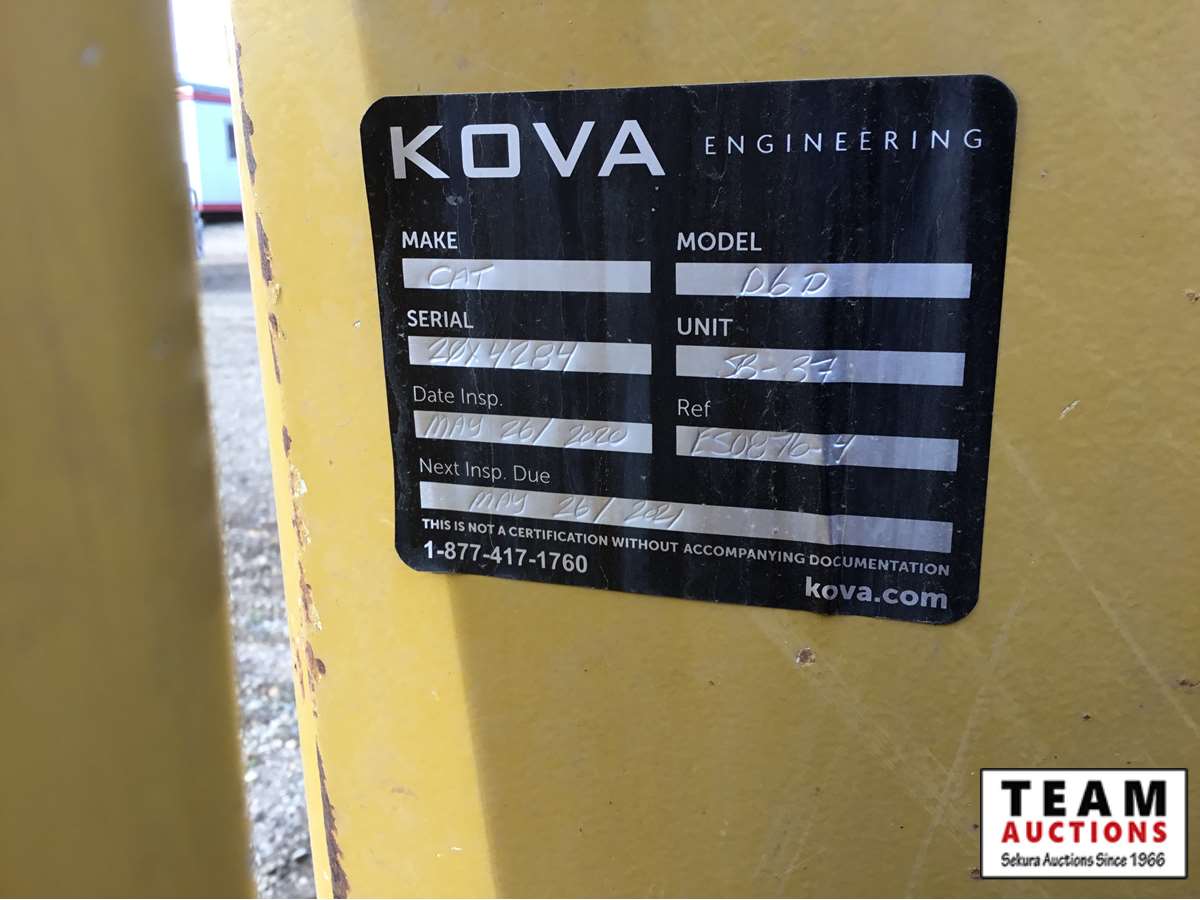 KOVA ENGINEERING
MAKE MODEL
CAT D6D
SERIAL UNIT
20X4284 SB-37
Date Insp. Ref
MAY 26/2020 ES0876-4
Next Insp. Due
MAY 26/2021
THIS IS NOT A CERTIFICATION WITHOUT ACCOMPANYING DOCUMENTATION
1-877-417-1760
kova.com
TEAM
AUCTIONS
Sekura Auctions Since 1966